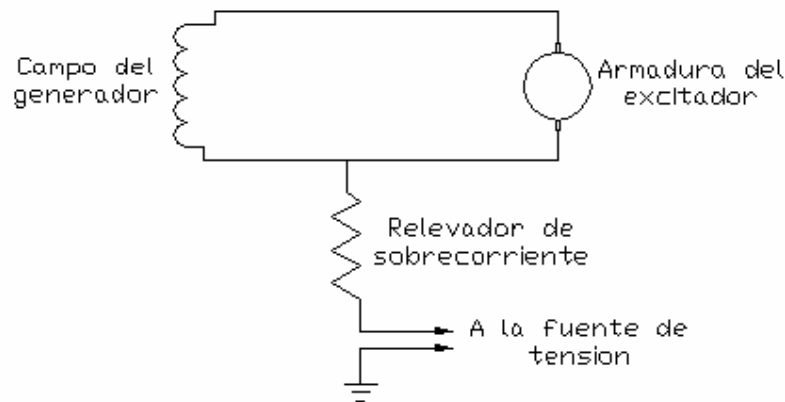 Campo del
generador
Armadura del
excitador
Relevador de
sobrecorriente
A la fuente de
tension